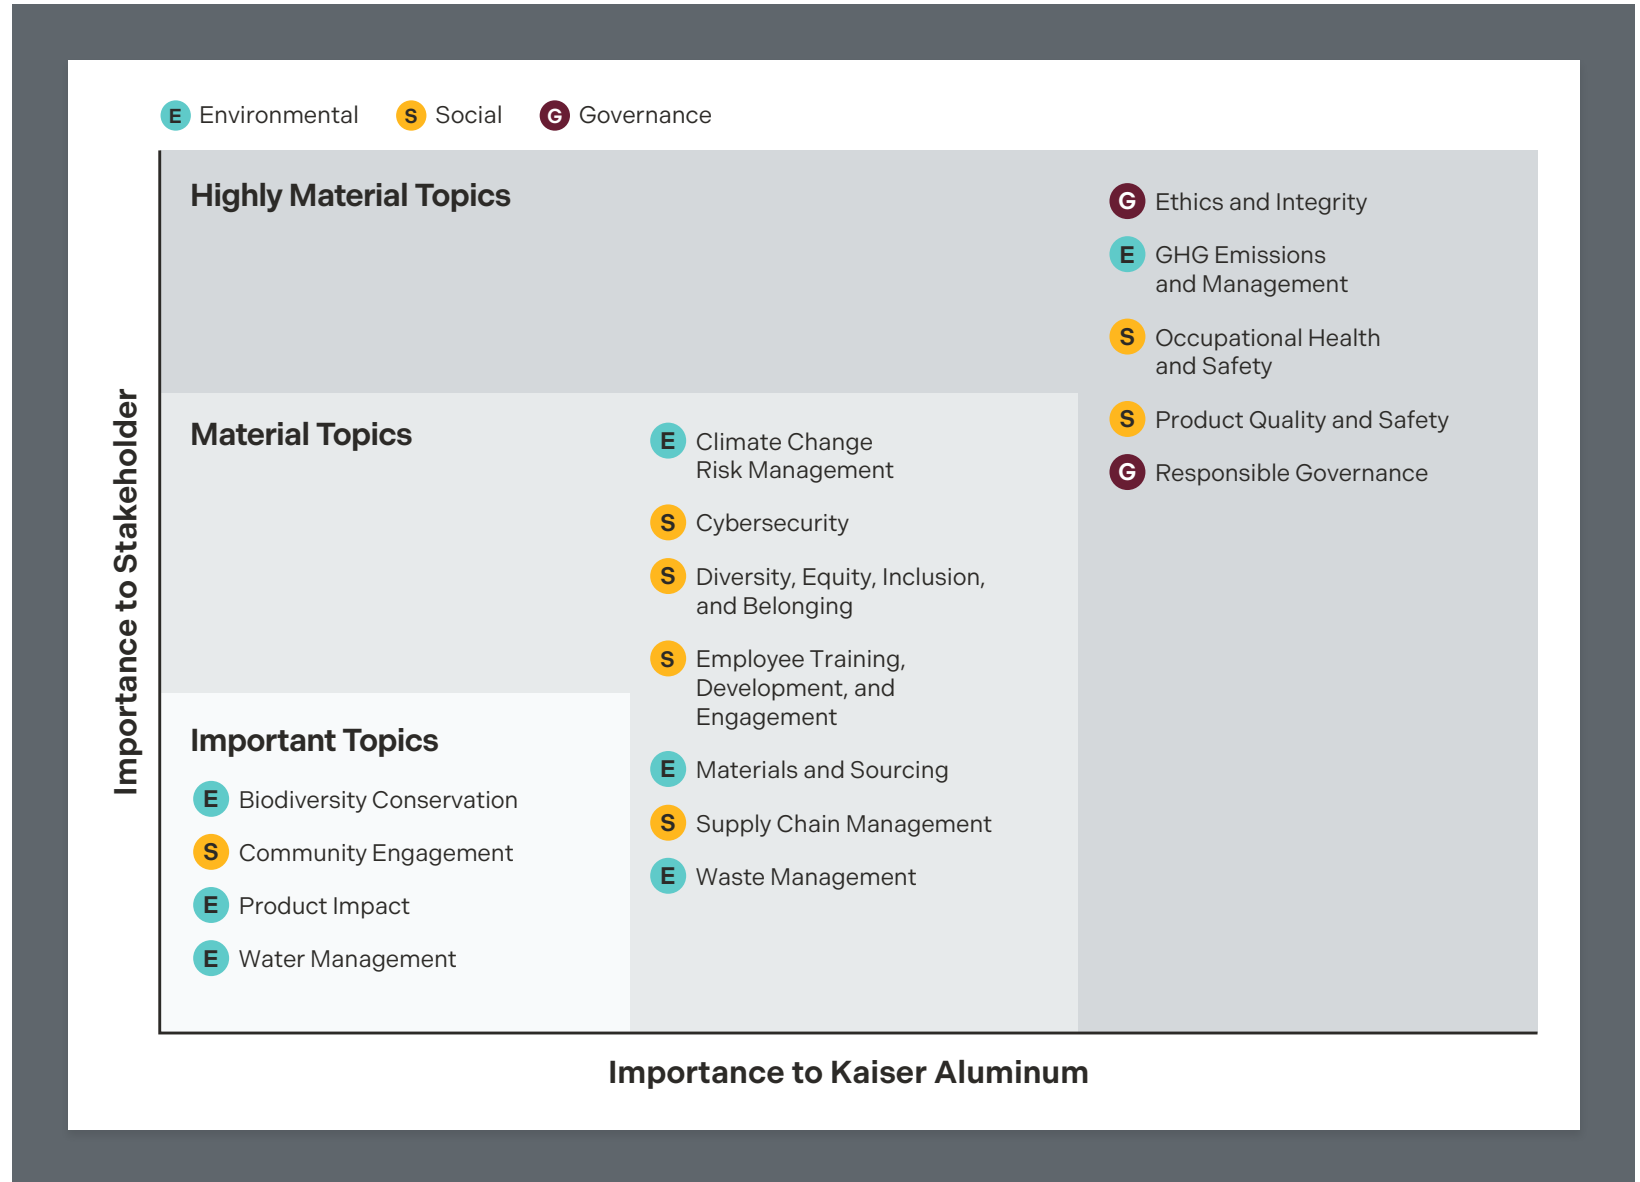 E Environmental S Social G Governance
Highly Material Topics
G Ethics and Integrity
E GHG Emissions
and Management
S Occupational Health
and Safety
S Product Quality and Safety
G Responsible Governance
Material Topics
E Climate Change
Risk Management
S Cybersecurity
S Diversity, Equity, Inclusion,
and Belonging
S Employee Training,
Development, and
Engagement
E Materials and Sourcing
S Supply Chain Management
E Waste Management
Important Topics
E Biodiversity Conservation
S Community Engagement
E Product Impact
E Water Management
Importance to Stakeholder
Importance to Kaiser Aluminum